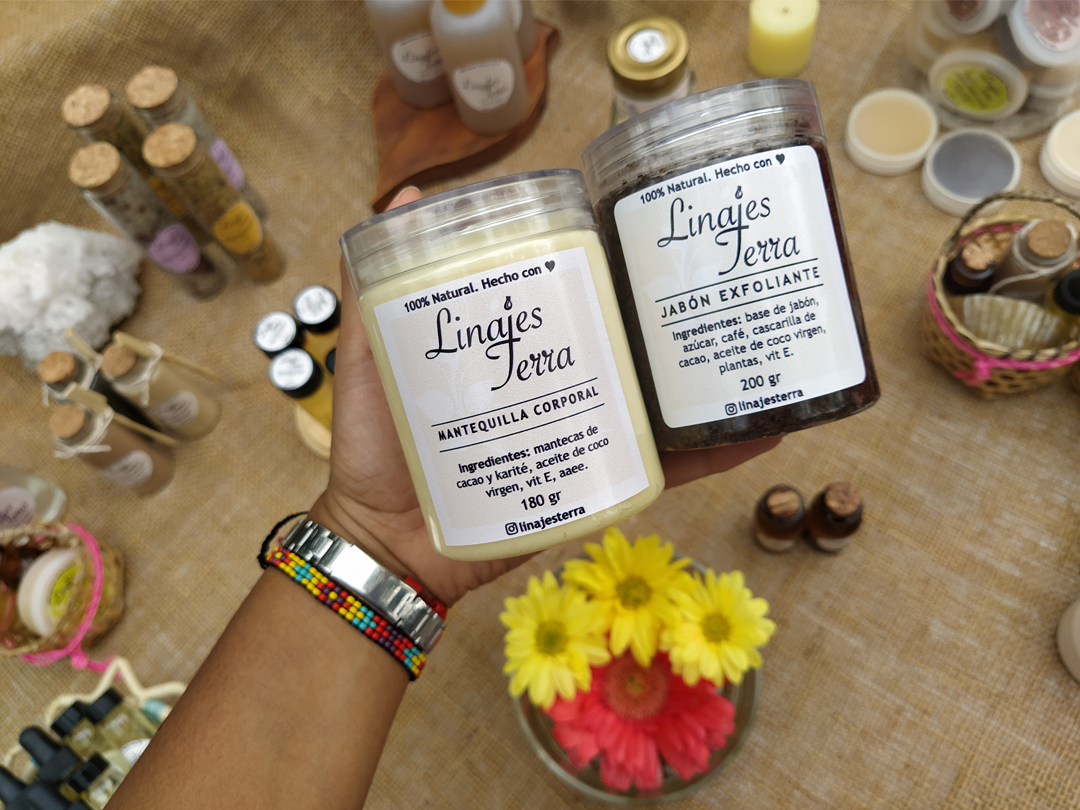 100% Natural. Hecho con ♥
Linajes
Terra
MANTEQUILLA CORPORAL
Ingredientes: mantecas de
cacao y karité, aceite de coco
virgen, vit E, aaee.
180 gr
linajesterra
100% Natural. Hecho con ♥
Linajes
Terra
JABÓN EXFOLIANTE
Ingredientes: base de jabón,
azúcar, café, cascarilla de
cacao, aceite de coco virgen,
plantas, vit E.
200 gr
linajesterra